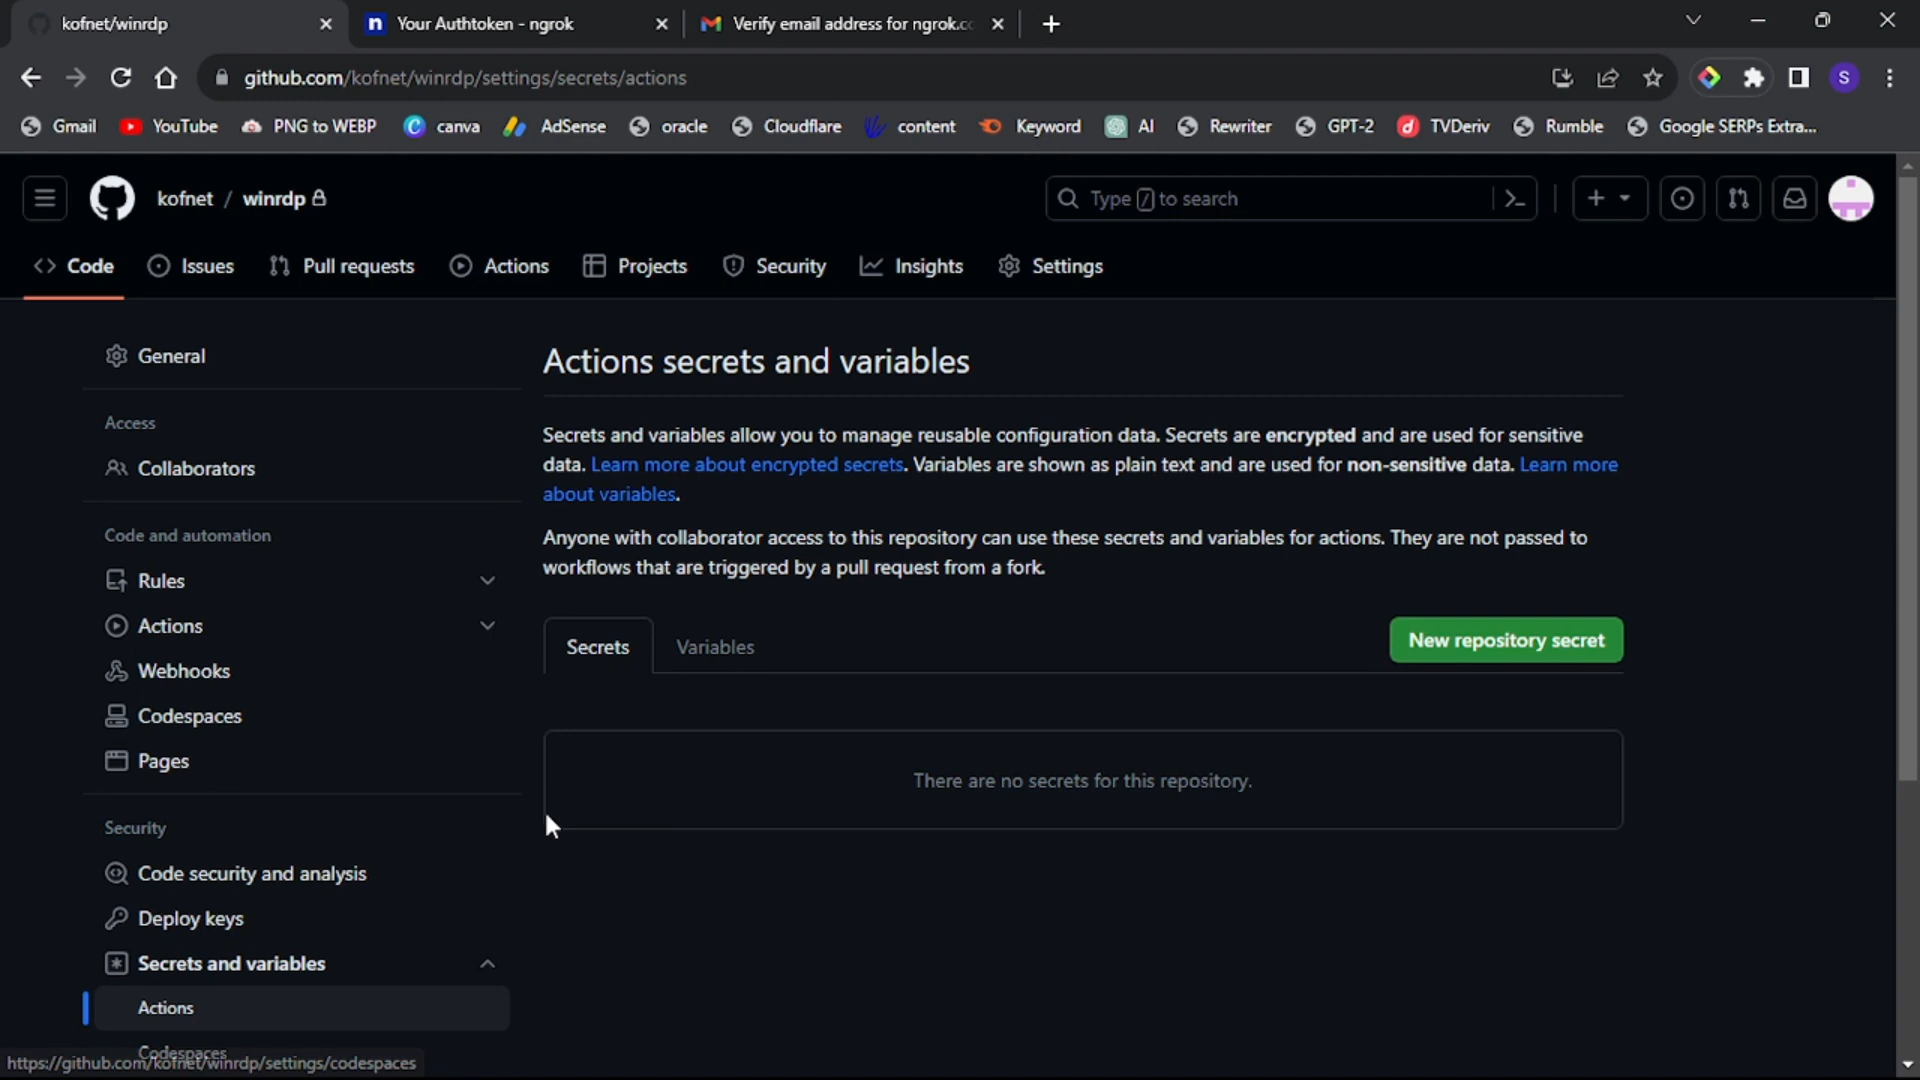 kofnet/winrdp
Your Authtoken - ngrok
Verify email address for ngrok.co
github.com/kofnet/winrdp/settings/secrets/actions
S
Gmail
YouTube
PNG to WEBP
canva
AdSense
oracle
Cloudflare
content
Keyword
AI
Rewriter
GPT-2
TVDeriv
Rumble
Google SERPs Extra...
kofnet / winrdp
Type / to search
Code
Issues
Pull requests
Actions
Projects
Security
Insights
Settings
General
Access
Collaborators
Code and automation
Rules
Actions
Webhooks
Codespaces
Pages
Security
Code security and analysis
Deploy keys
Secrets and variables
Actions
Codespaces
https://github.com/kofnet/winrdp/settings/codespaces
Actions secrets and variables
Secrets and variables allow you to manage reusable configuration data. Secrets are encrypted and are used for sensitive
data. Learn more about encrypted secrets. Variables are shown as plain text and are used for non-sensitive data. Learn more
about variables.
Anyone with collaborator access to this repository can use these secrets and variables for actions. They are not passed to
workflows that are triggered by a pull request from a fork.
Secrets
Variables
New repository secret
There are no secrets for this repository.